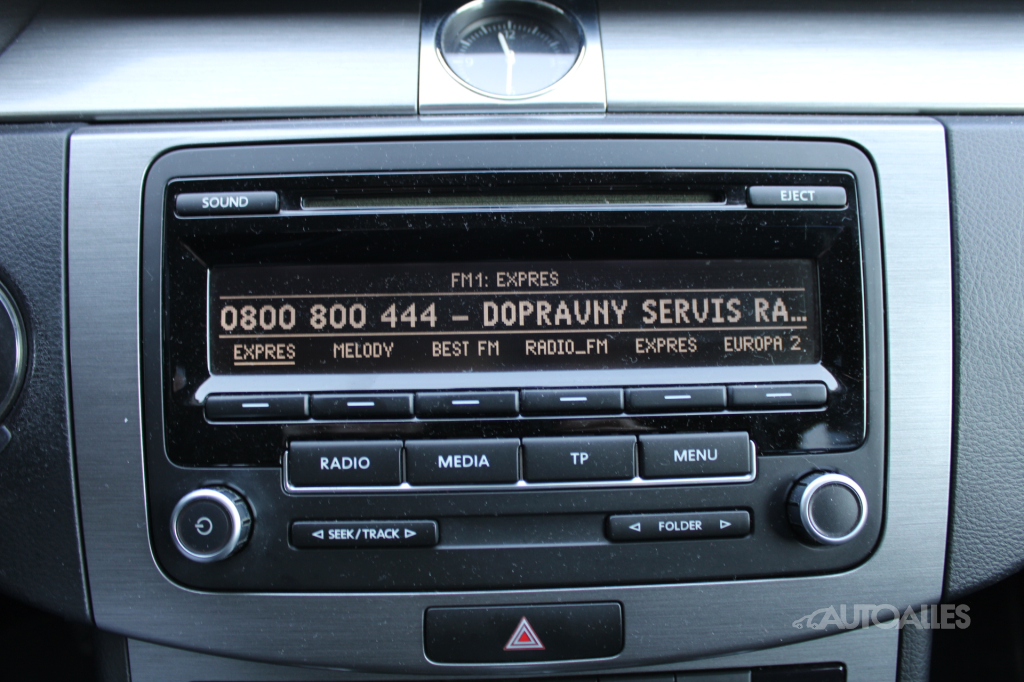 12
SOUND
EJECT
FM1: EXPRES
0800 800 444 – DOPRAVNY SERVIS RA...
EXPRES MELODY BEST FM RADIO_FM EXPRES EUROPA 2
RADIO MEDIA TP MENU
SEEK/TRACK FOLDER
AUTOALLES